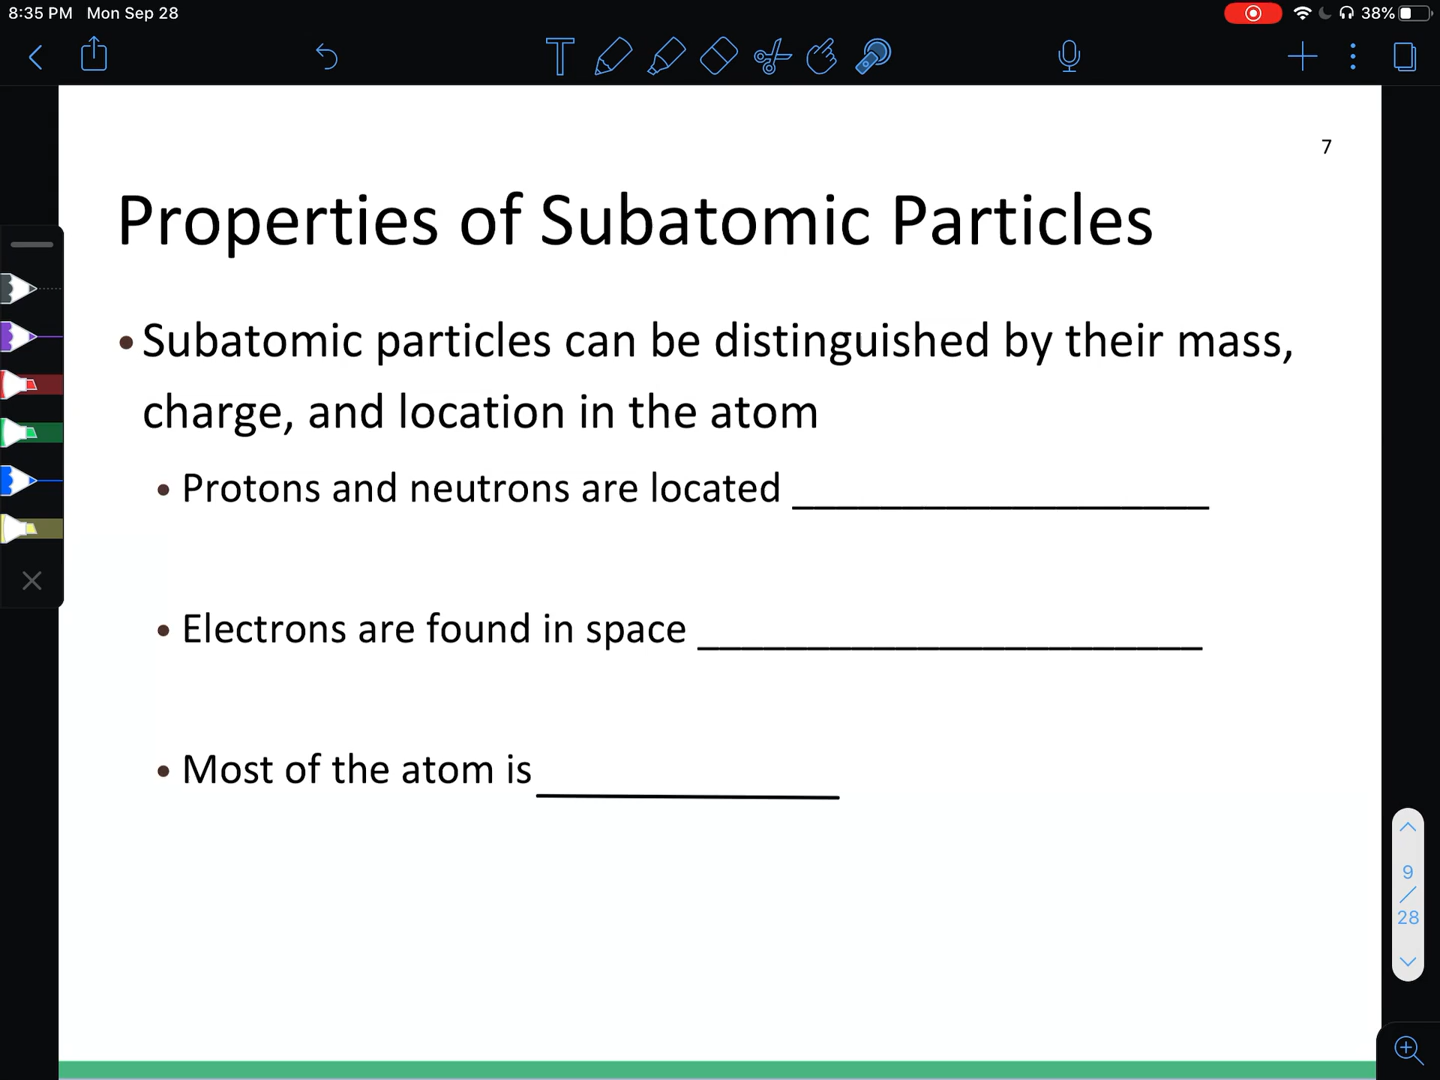 8:35 PM Mon Sep 28
38%
T
7
Properties of Subatomic Particles
• Subatomic particles can be distinguished by their mass,
charge, and location in the atom
• Protons and neutrons are located ___________________
• Electrons are found in space _______________________
• Most of the atom is ______________
9
/
28